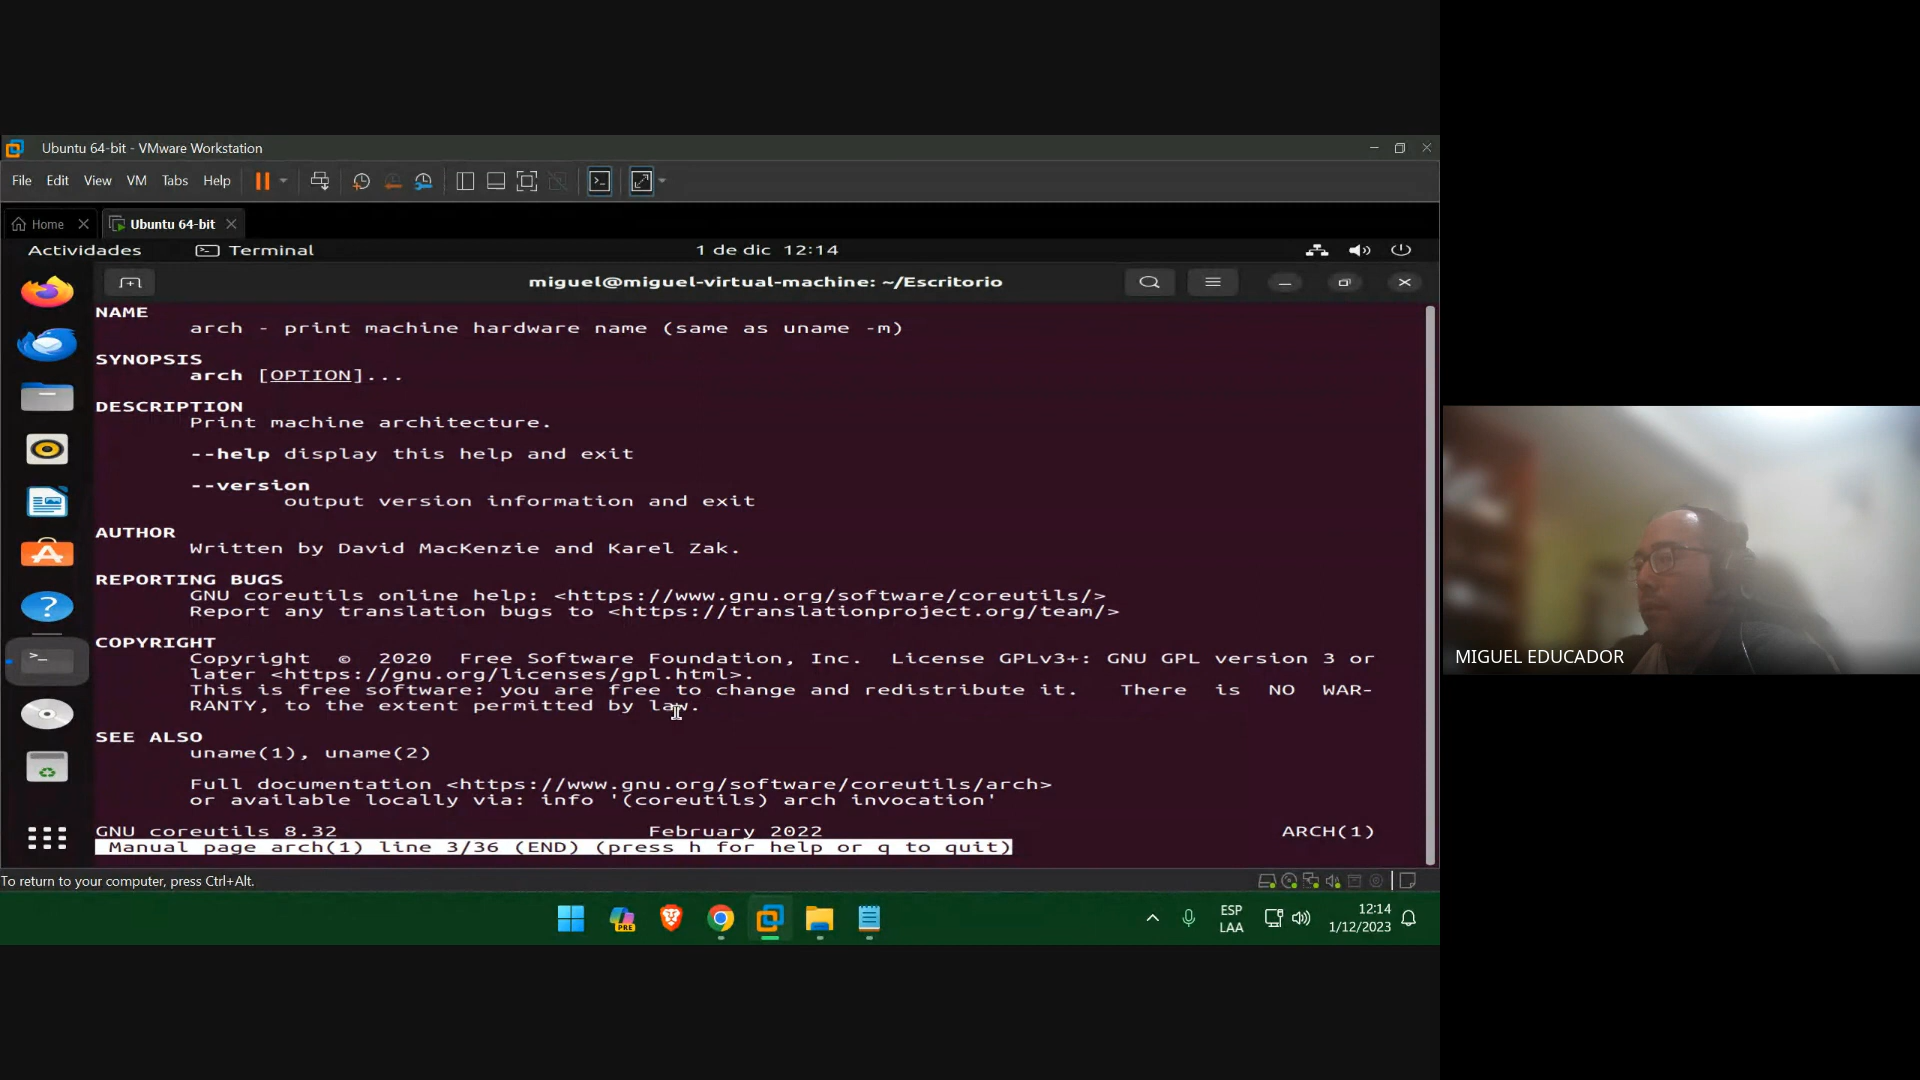 Ubuntu 64-bit - VMware Workstation
File Edit View VM Tabs Help
Home
Ubuntu 64-bit
Actividades Terminal 1 de dic 12:14
miguel@miguel-virtual-machine: ~/Escritorio
NAME
arch - print machine hardware name (same as uname -m)
SYNOPSIS
arch [OPTION]...
DESCRIPTION
Print machine architecture.
--help display this help and exit
--version
output version information and exit
AUTHOR
Written by David MacKenzie and Karel Zak.
REPORTING BUGS
GNU coreutils online help: <https://www.gnu.org/software/coreutils/>
Report any translation bugs to <https://translationproject.org/team/>
COPYRIGHT
Copyright © 2020 Free Software Foundation, Inc. License GPLv3+: GNU GPL version 3 or
later <https://gnu.org/licenses/gpl.html>.
This is free software: you are free to change and redistribute it. There is NO WAR-
RANTY, to the extent permitted by law.
SEE ALSO
uname(1), uname(2)
Full documentation <https://www.gnu.org/software/coreutils/arch>
or available locally via: info '(coreutils) arch invocation'
GNU coreutils 8.32 February 2022 ARCH(1)
Manual page arch(1) line 3/36 (END) (press h for help or q to quit)
To return to your computer, press Ctrl+Alt.
PRE
ESP
LAA
12:14
1/12/2023
MIGUEL EDUCADOR